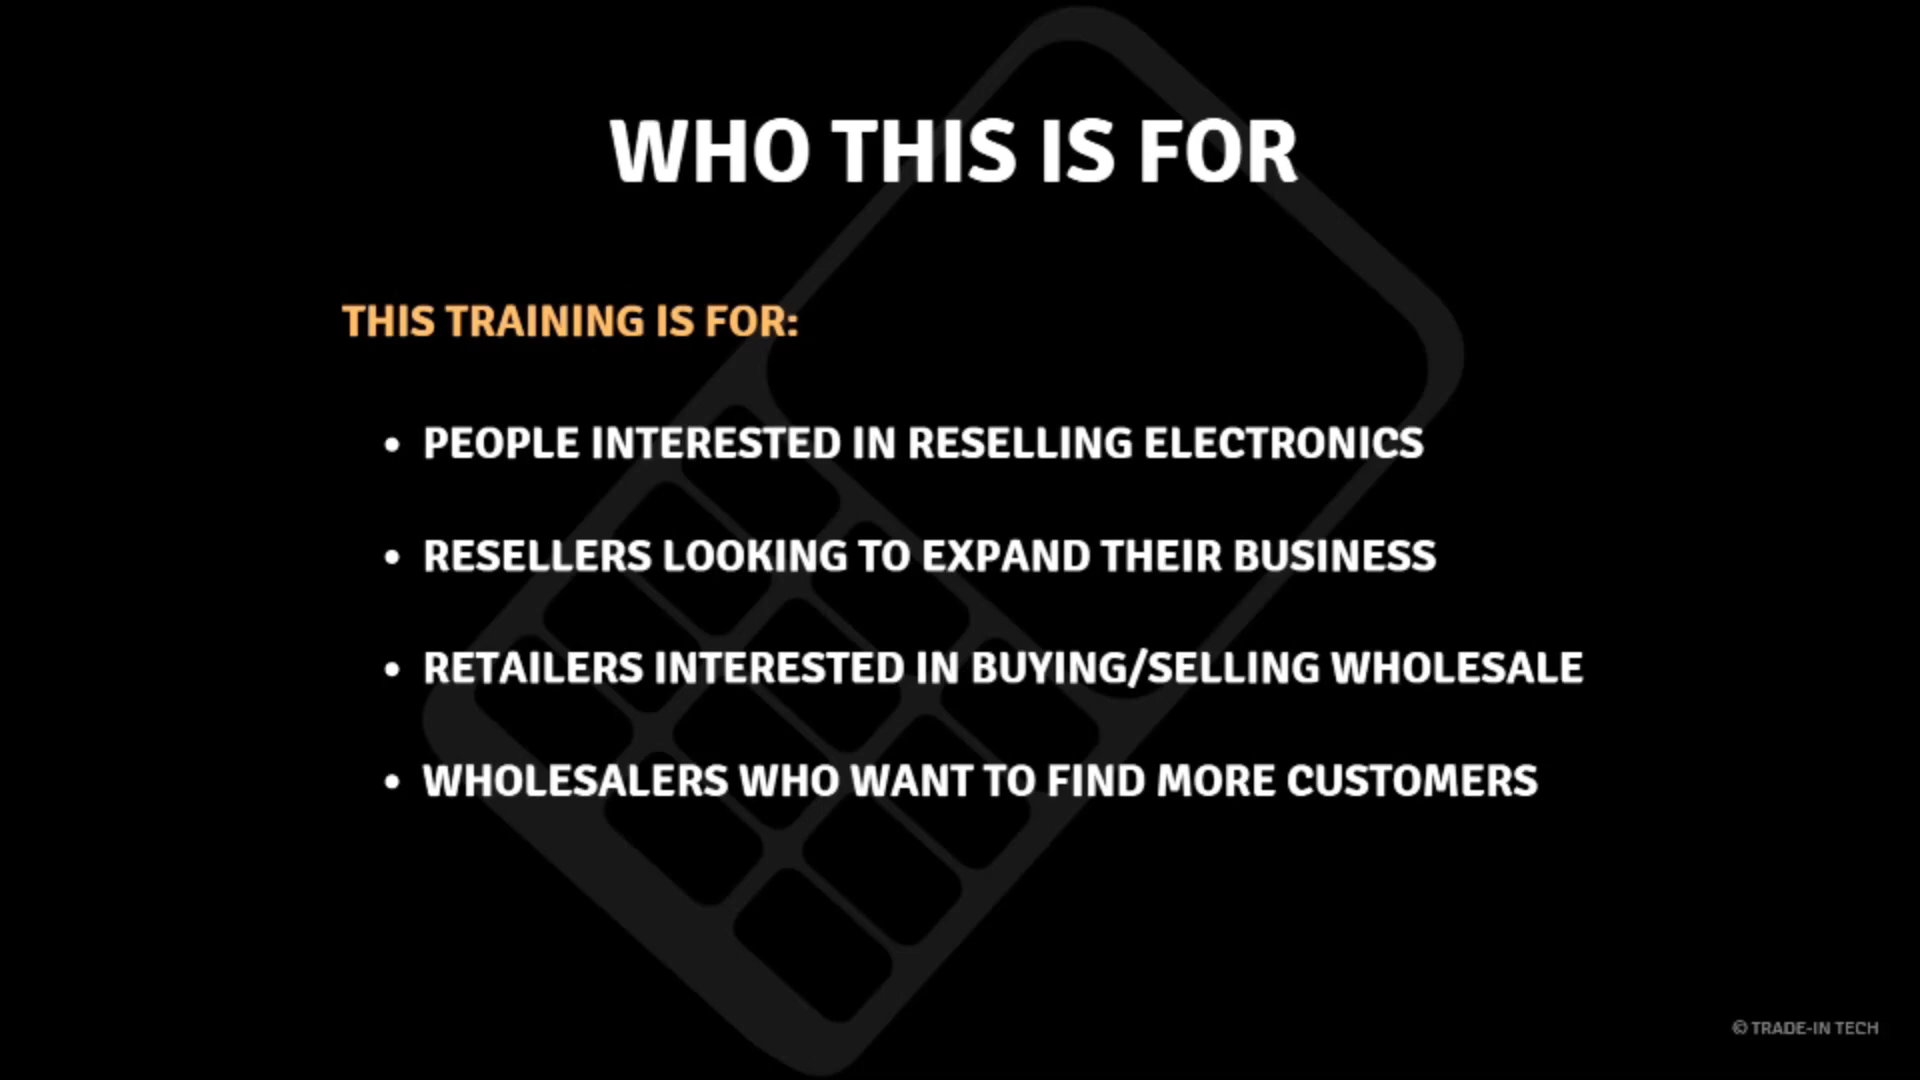 WHO THIS IS FOR
THIS TRAINING IS FOR:
• PEOPLE INTERESTED IN RESELLING ELECTRONICS
• RESELLERS LOOKING TO EXPAND THEIR BUSINESS
• RETAILERS INTERESTED IN BUYING/SELLING WHOLESALE
• WHOLESALERS WHO WANT TO FIND MORE CUSTOMERS
© TRADE-IN TECH